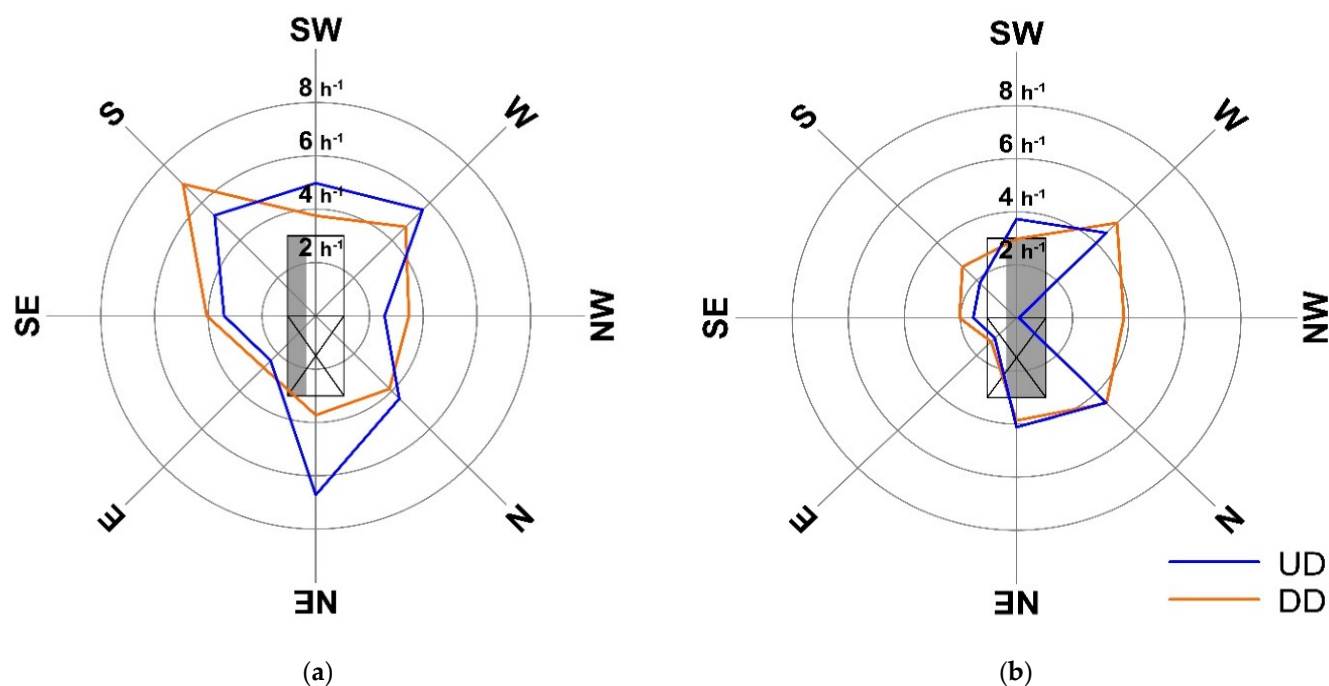 SW
S
W
8 h⁻¹
6 h⁻¹
4 h⁻¹
2 h⁻¹
SE
NW
E
N
NE
(a)
SW
S
W
8 h⁻¹
6 h⁻¹
4 h⁻¹
2 h⁻¹
SE
NW
E
N
NE
UD
DD
(b)